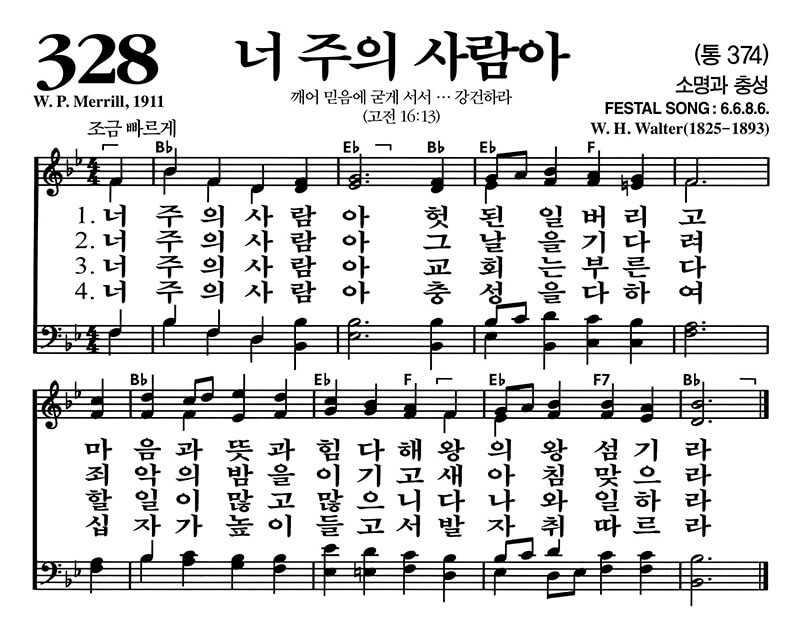 328
너 주의 사람아
(통 374)
소명과 충성
W. P. Merrill, 1911
깨어 믿음에 굳게 서서 … 강건하라
(고전 16:13)
FESTAL SONG : 6.6.8.6.
W. H. Walter(1825-1893)
조금 빠르게
B♭ E♭ B♭ E♭ F
1. 너 주 의 사 람 아 헛 된 일 버 리 고
2. 너 주 의 사 람 아 그 날 을 기 다 려
3. 너 주 의 사 람 아 교 회 는 부 른 다
4. 너 주 의 사 람 아 충 성 을 다 하 여
B♭ E♭ F E♭ F7 B♭
마 음 과 뜻 과 힘 다 해 왕 의 왕 섬 기 라
죄 악 의 밤 을 이 기 고 새 아 침 맞 으 라
할 일 이 많 고 많 으 니 다 나 와 일 하 라
십 자 가 높 이 들 고 서 발 자 취 따 르 라